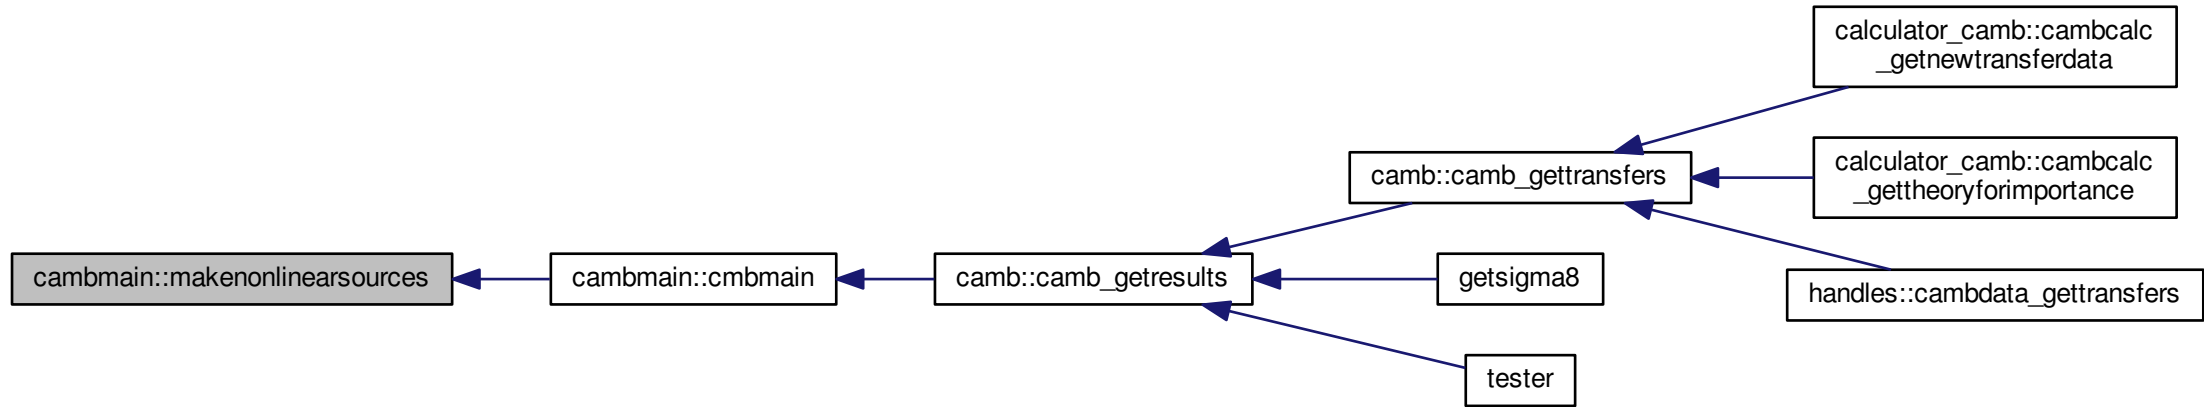 calculator_camb::cambcalc
_getnewtransferdata
calculator_camb::cambcalc
_gettheoryforimportance
camb::camb_gettransfers
cambmain::makenonlinearsources
cambmain::cmbmain
camb::camb_getresults
getsigma8
handles::cambdata_gettransfers
tester